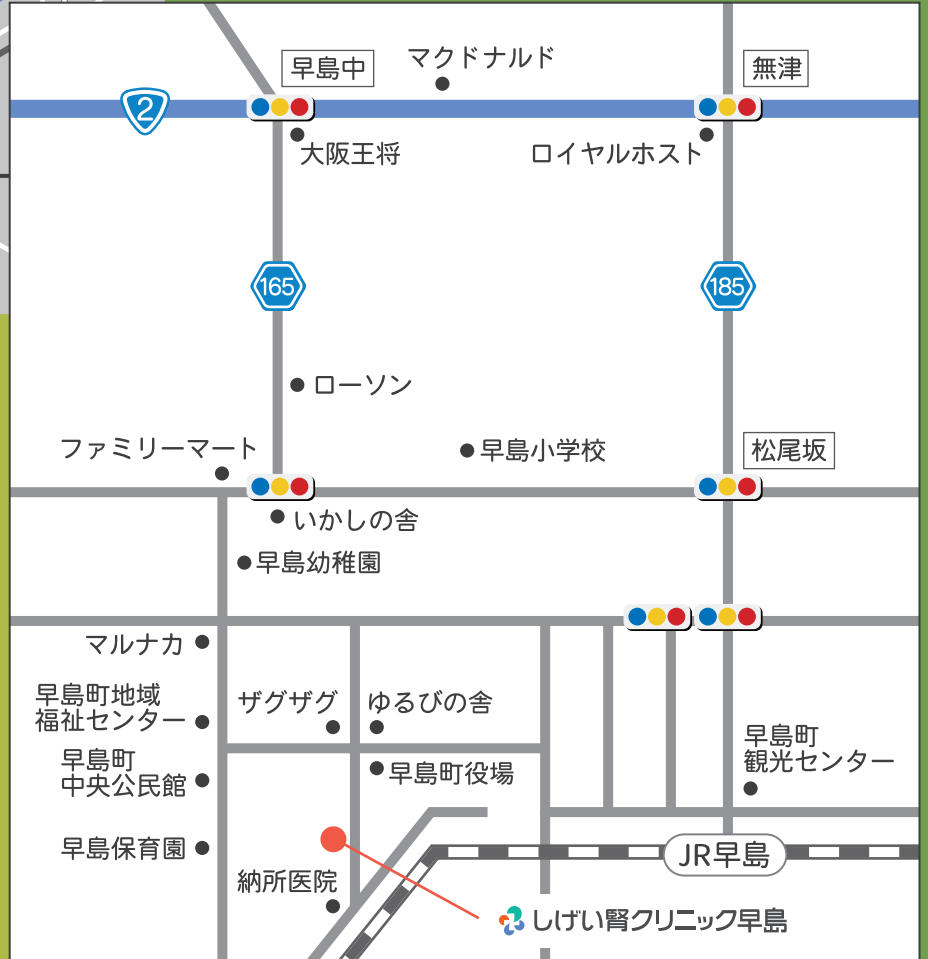 早島中
マクドナルド
無津
2
大阪王将
ロイヤルホスト
165
185
ローソン
ファミリーマート
早島小学校
松尾坂
いかしの舎
早島幼稚園
マルナカ
早島町地域
福祉センター
ザグザグ
ゆるびの舎
早島町
中央公民館
早島町役場
早島町
観光センター
早島保育園
JR早島
納所医院
しげい腎クリニック早島